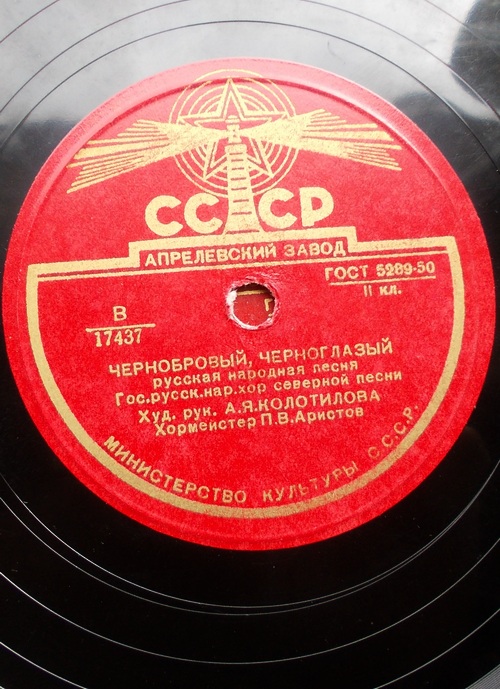 СССР
АПРЕЛЕВСКИЙ ЗАВОД
ГОСТ 5289-50
II кл.
В
17437
ЧЕРНОБРОВЫЙ, ЧЕРНОГЛАЗЫЙ
русская народная песня
Гос.русск.нар.хор северной песни
Худ. рук. А.Я.КОЛОТИЛОВА
Хормейстер П.В.Аристов
МИНИСТЕРСТВО КУЛЬТУРЫ С.С.С.Р.